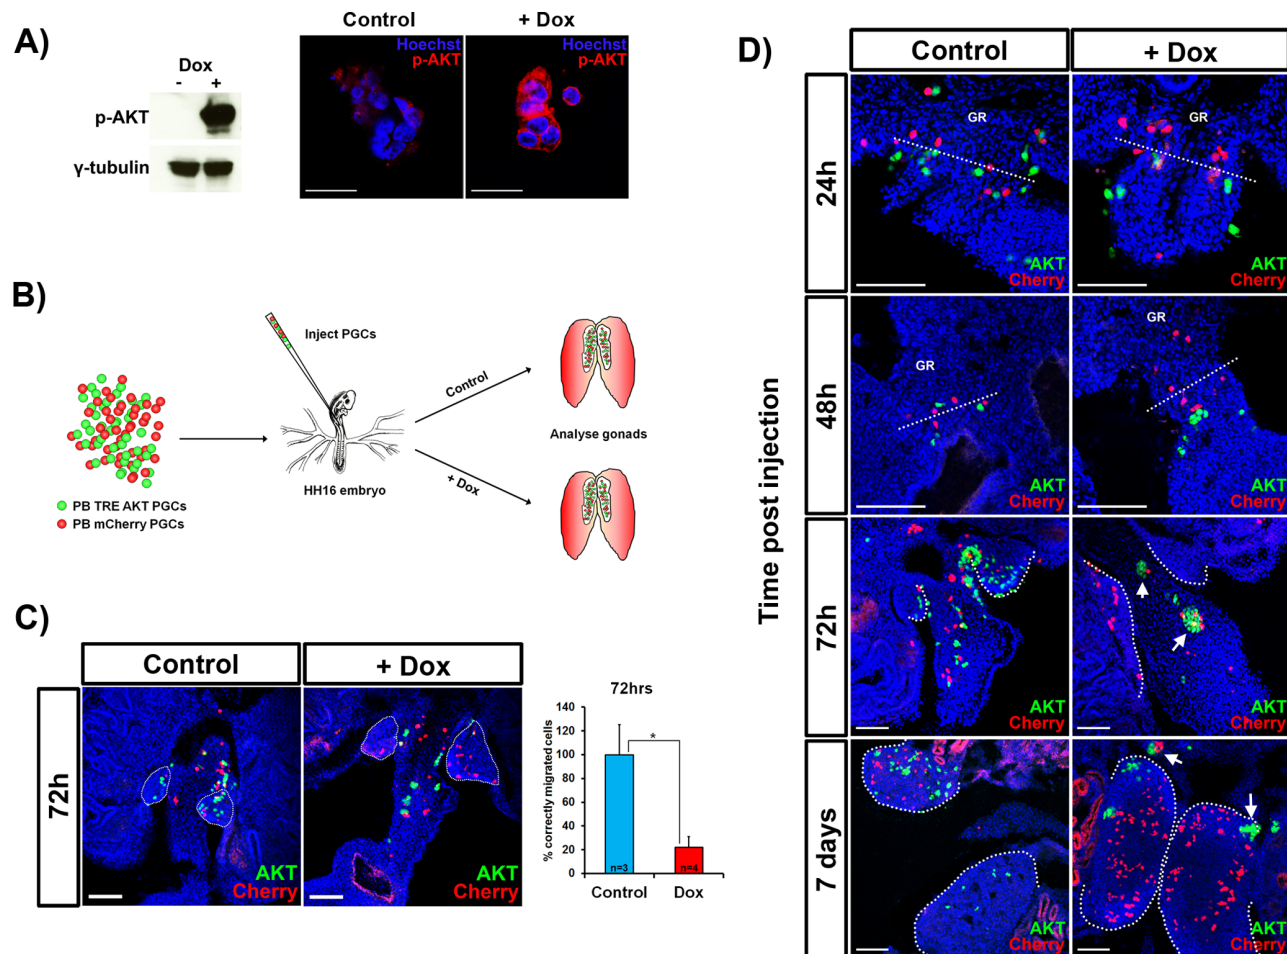 A)
Dox
- +
p-AKT
γ-tubulin
Control
+ Dox
Hoechst
p-AKT
Hoechst
p-AKT
B)
Inject PGCs
Control
+ Dox
HH16 embryo
Analyse gonads
PB TRE AKT PGCs
PB mCherry PGCs
C)
Control
+ Dox
72h
AKT
Cherry
AKT
Cherry
72hrs
% correctly migrated cells
140
120
100
80
60
40
20
0
*
n=3
n=4
Control
Dox
D)
Control
+ Dox
Time post injection
24h
GR
AKT
Cherry
GR
AKT
Cherry
48h
GR
AKT
Cherry
GR
AKT
Cherry
72h
AKT
Cherry
AKT
Cherry
7 days
AKT
Cherry
AKT
Cherry